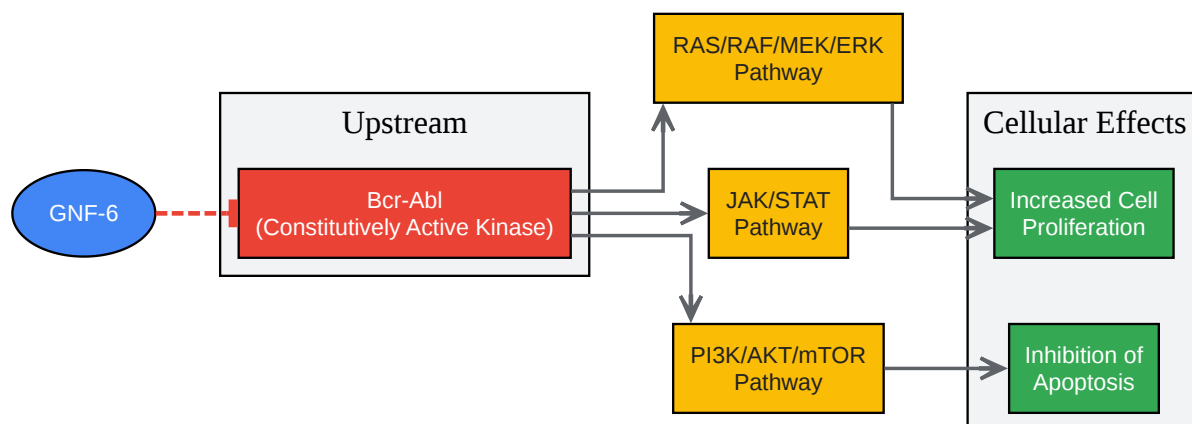 RAS/RAF/MEK/ERK
Pathway
Upstream
Cellular Effects
GNF-6
Bcr-Abl
(Constitutively Active Kinase)
JAK/STAT
Pathway
Increased Cell
Proliferation
PI3K/AKT/mTOR
Pathway
Inhibition of
Apoptosis